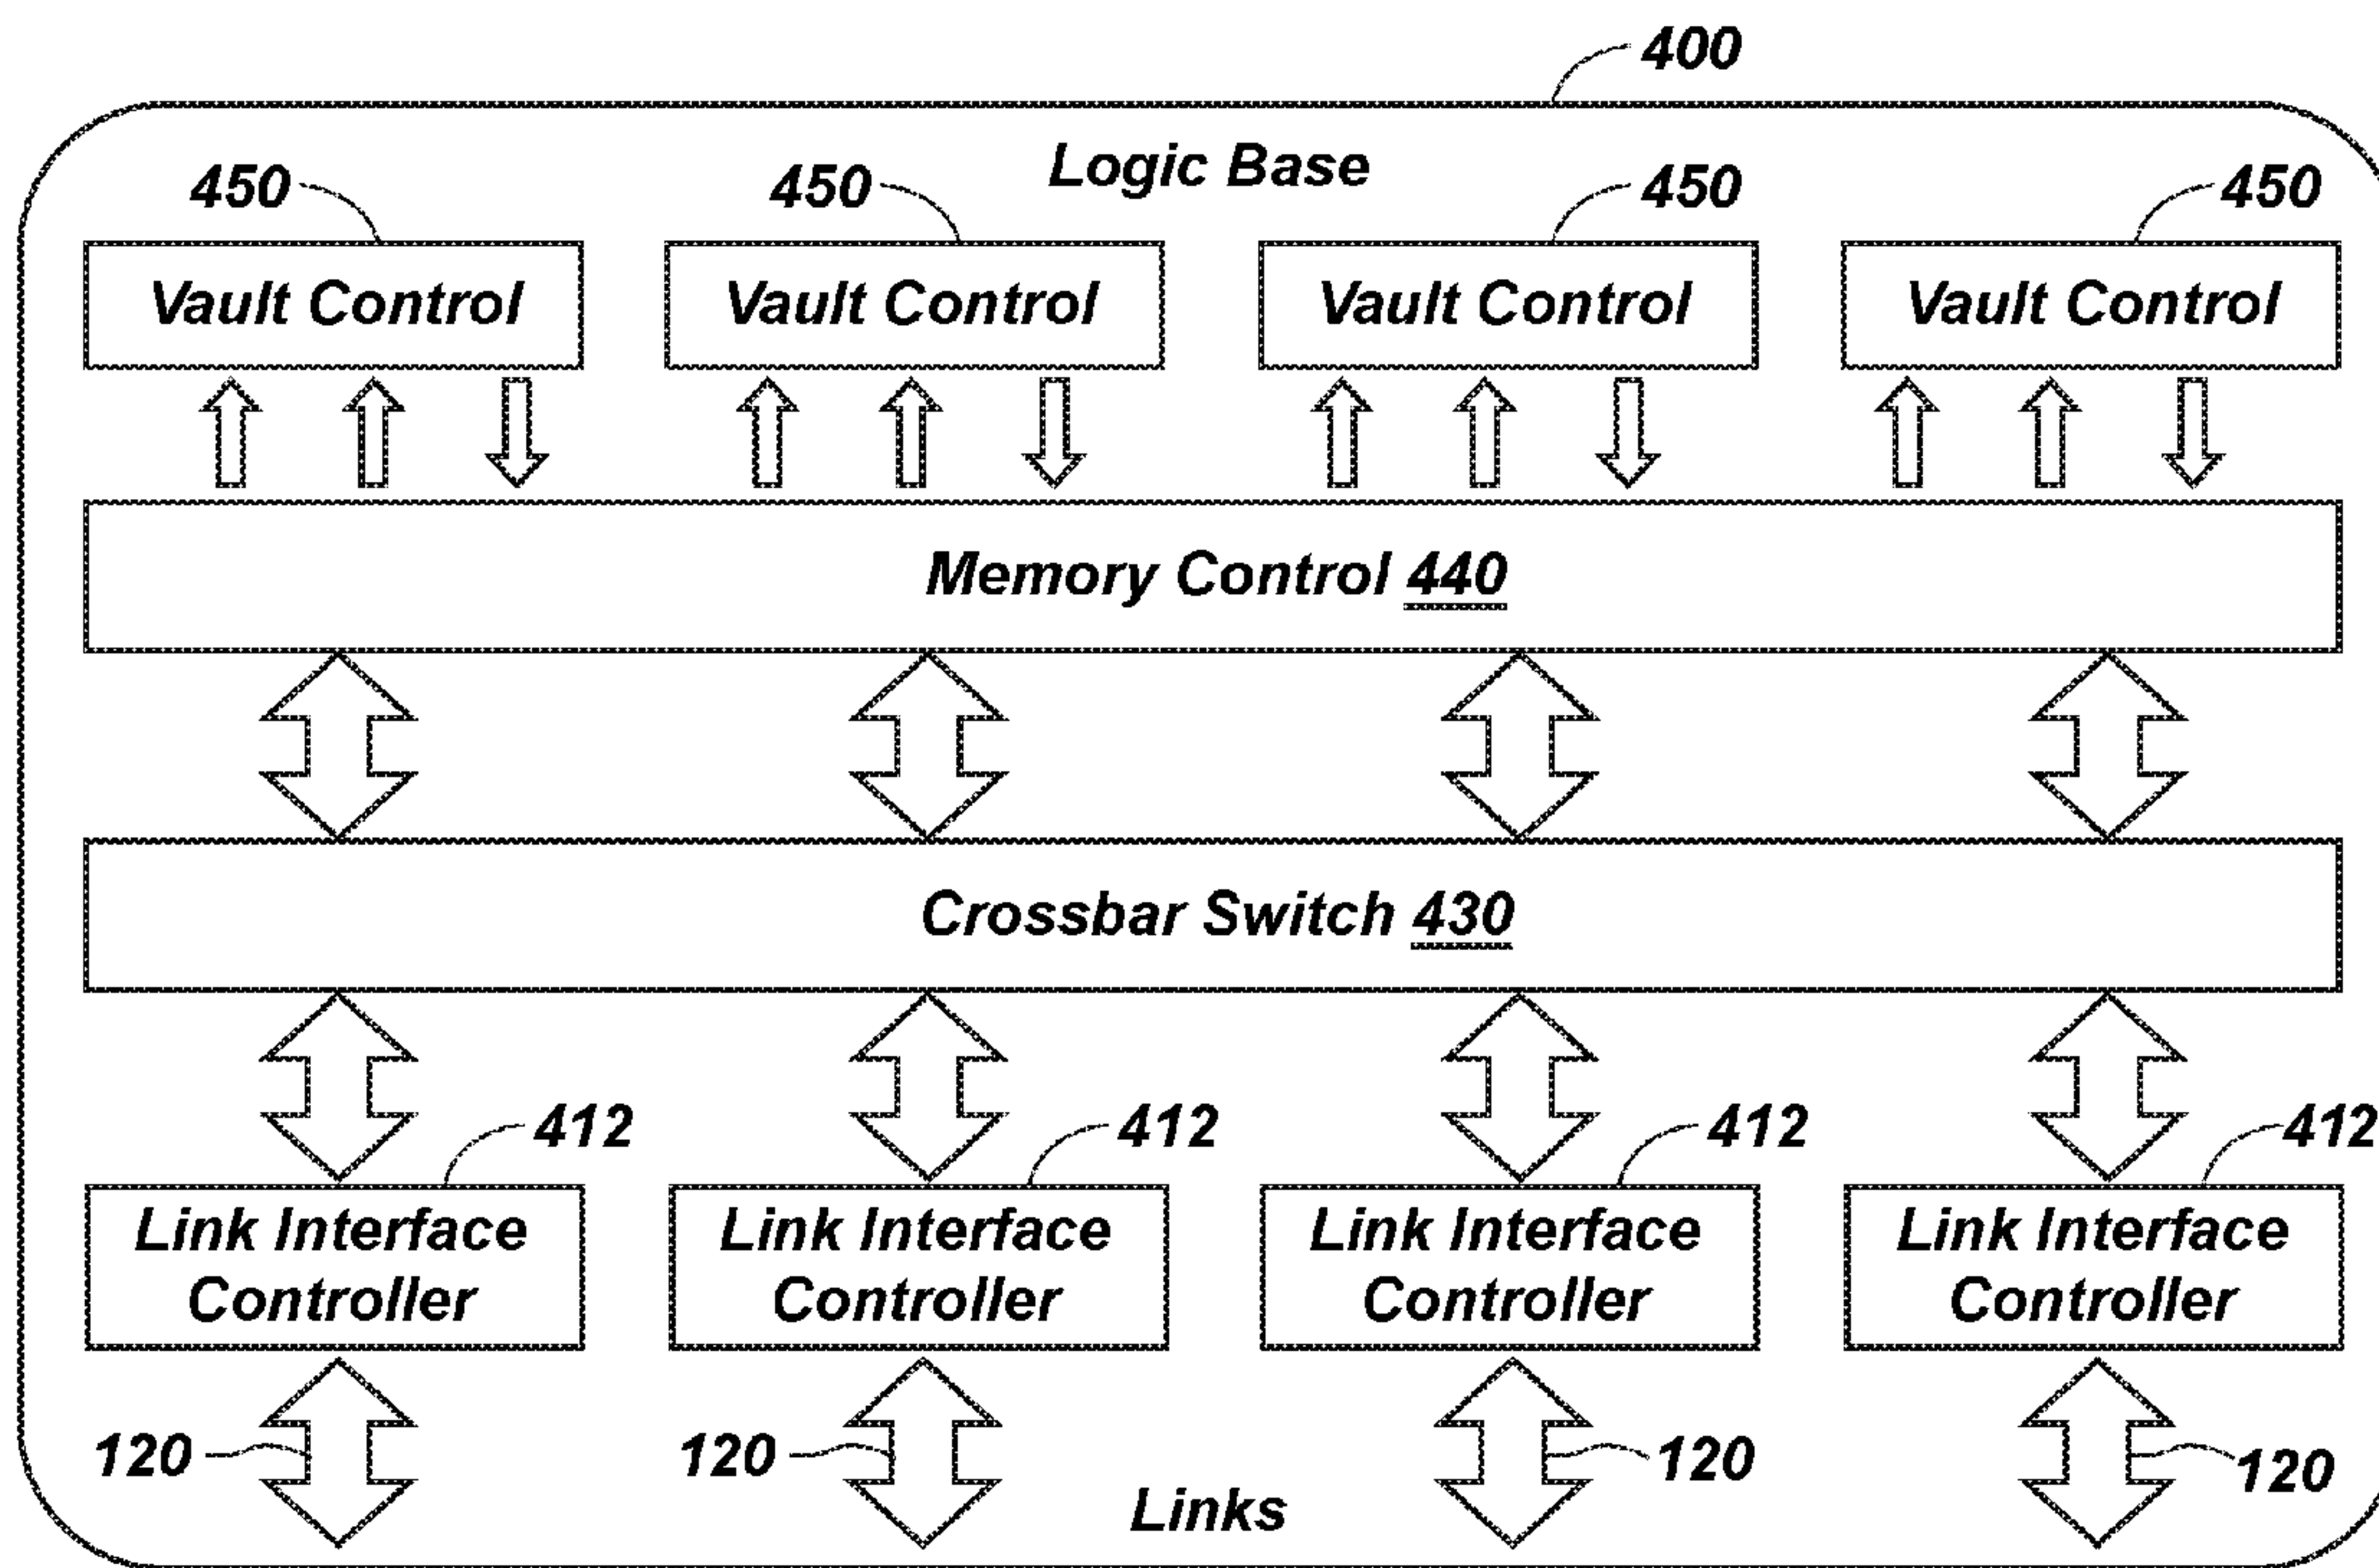 400
Logic Base
450 450 450 450
Vault Control Vault Control Vault Control Vault Control
Memory Control 440
Crossbar Switch 430
412 412 412 412
Link Interface Controller Link Interface Controller Link Interface Controller Link Interface Controller
120 120 120 120
Links